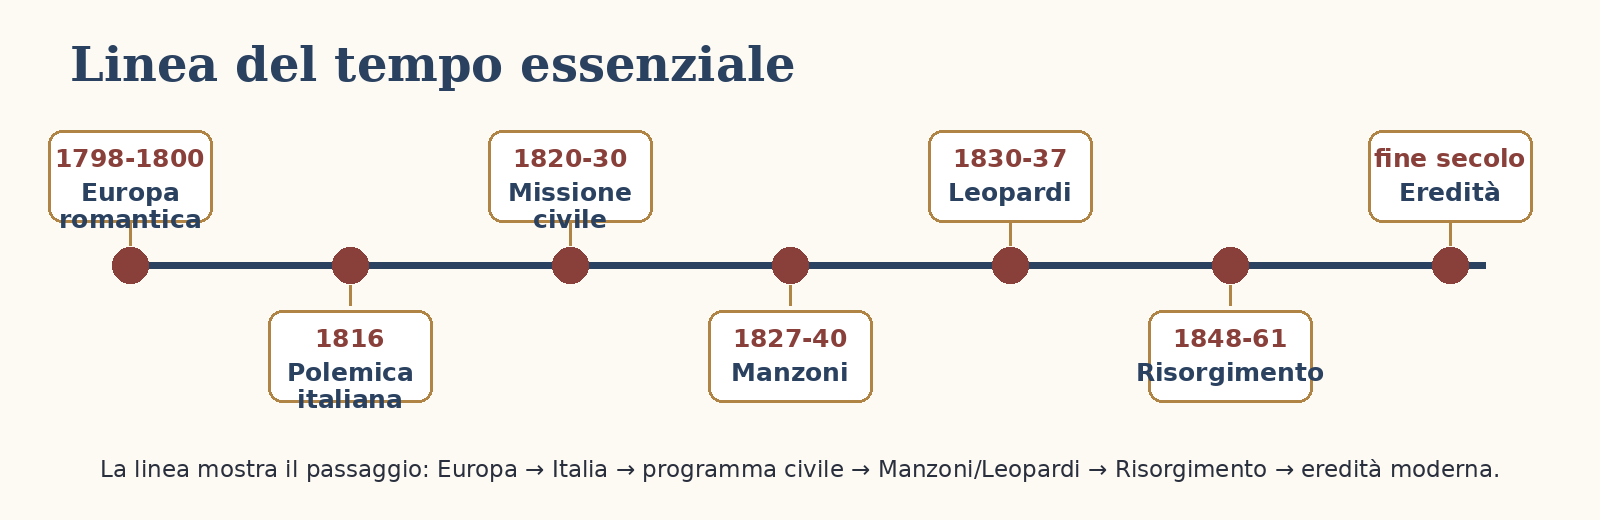 Linea del tempo essenziale
1798-1800
Europa
romantica
1816
Polemica
italiana
1820-30
Missione
civile
1827-40
Manzoni
1830-37
Leopardi
1848-61
Risorgimento
fine secolo
Eredità
La linea mostra il passaggio: Europa → Italia → programma civile → Manzoni/Leopardi → Risorgimento → eredità moderna.